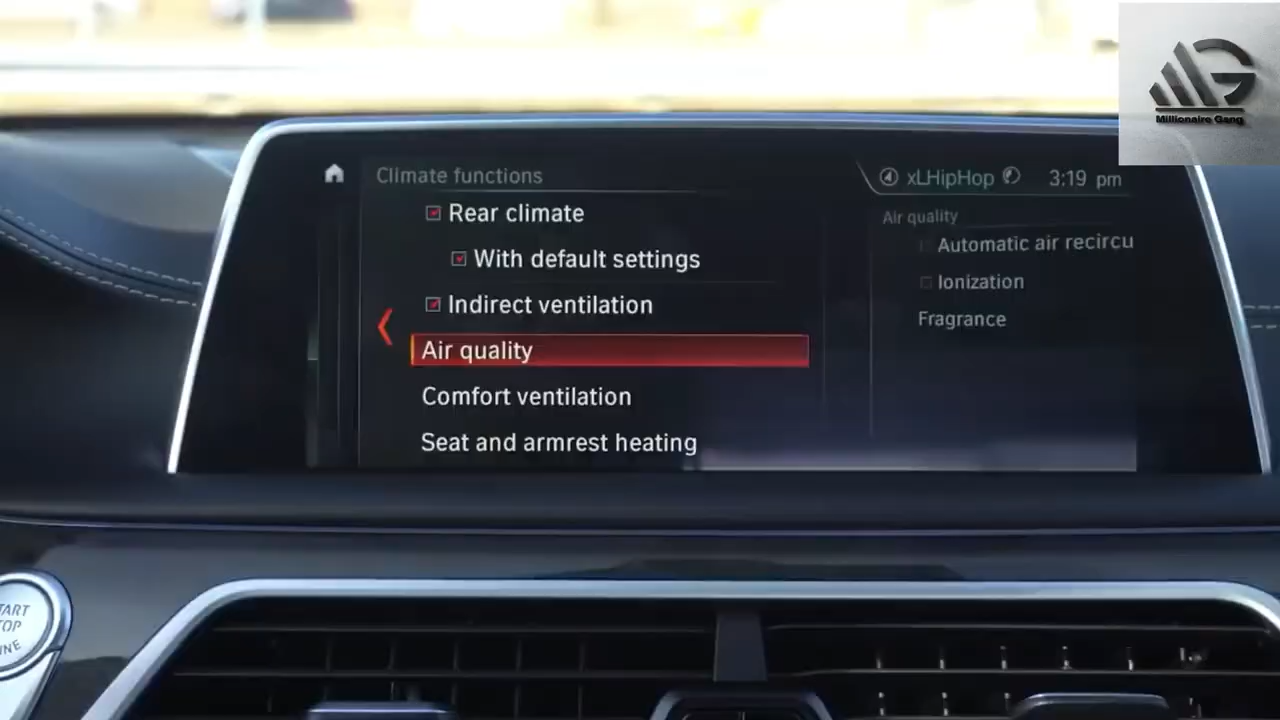 Millionaire Gang
Climate functions
xLHipHop
3:19 pm
Rear climate
With default settings
Indirect ventilation
Air quality
Comfort ventilation
Seat and armrest heating
Air quality
Automatic air recircu
Ionization
Fragrance